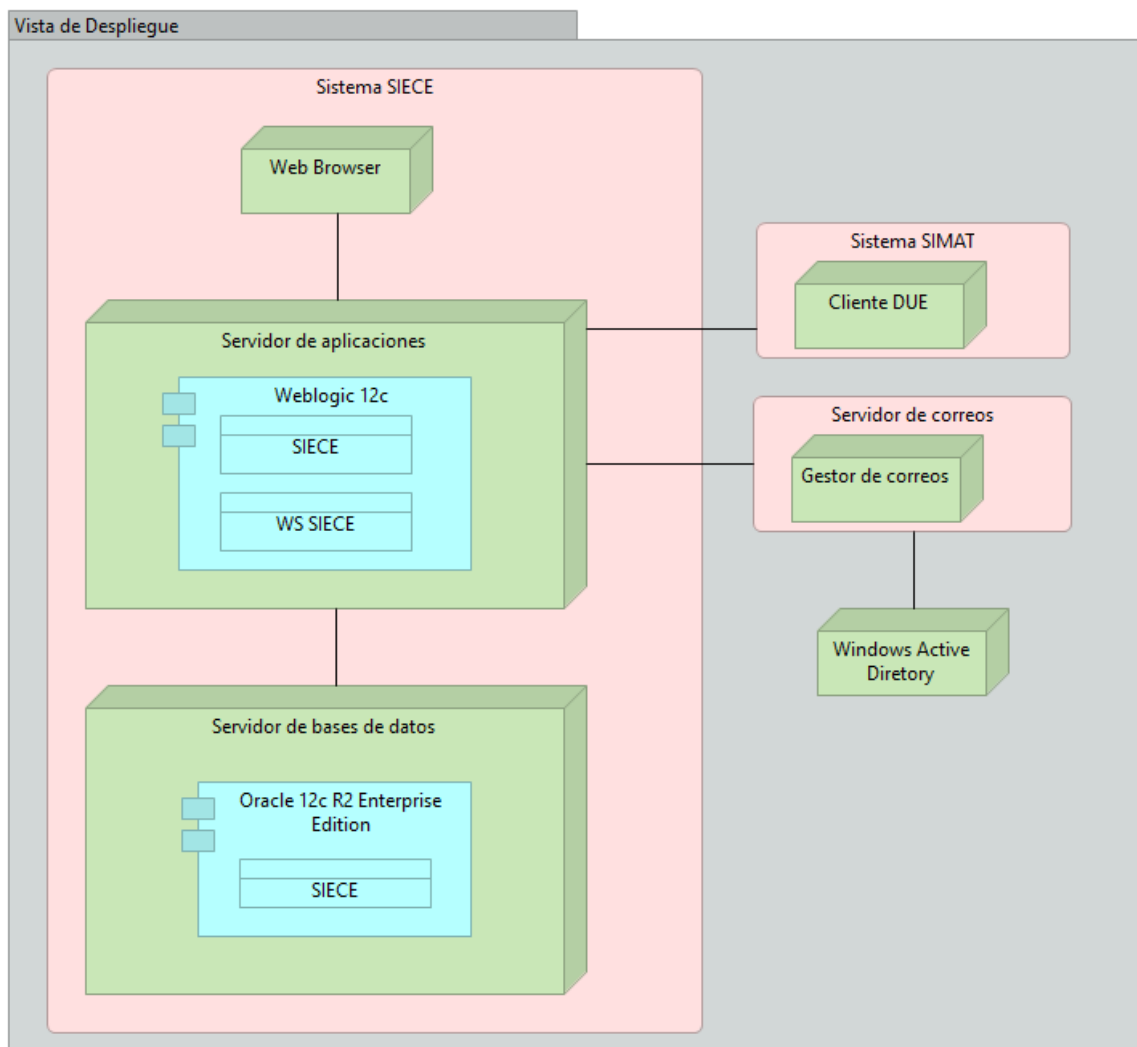 Vista de Despliegue
Sistema SIECE
Web Browser
Servidor de aplicaciones
Weblogic 12c
SIECE
WS SIECE
Servidor de bases de datos
Oracle 12c R2 Enterprise
Edition
SIECE
Sistema SIMAT
Cliente DUE
Servidor de correos
Gestor de correos
Windows Active
Diretory